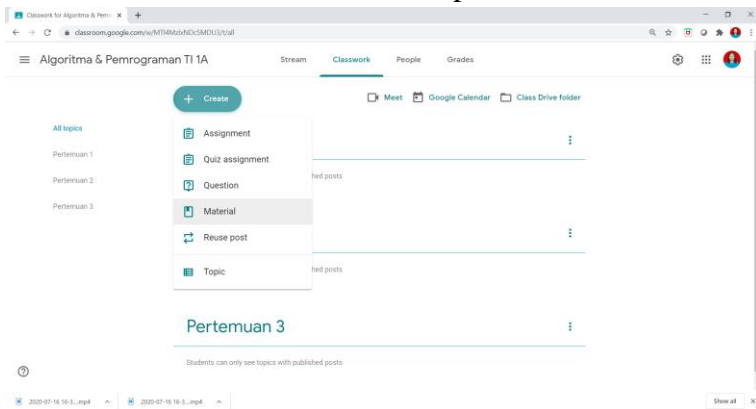 Classwork for Algoritma & Pemr
classroom.google.com/w/
Algoritma & Pemrograman TI 1A
Stream
Classwork
People
Grades
Create
Meet
Google Calendar
Class Drive folder
All topics
Pertemuan 1
Pertemuan 2
Pertemuan 3
Assignment
Quiz assignment
Question
Material
Reuse post
Topic
hed posts
hed posts
Pertemuan 3
Students can only see topics with published posts
2020-07-16 16-3....mp4
2020-07-16 16-3....mp4
Show all